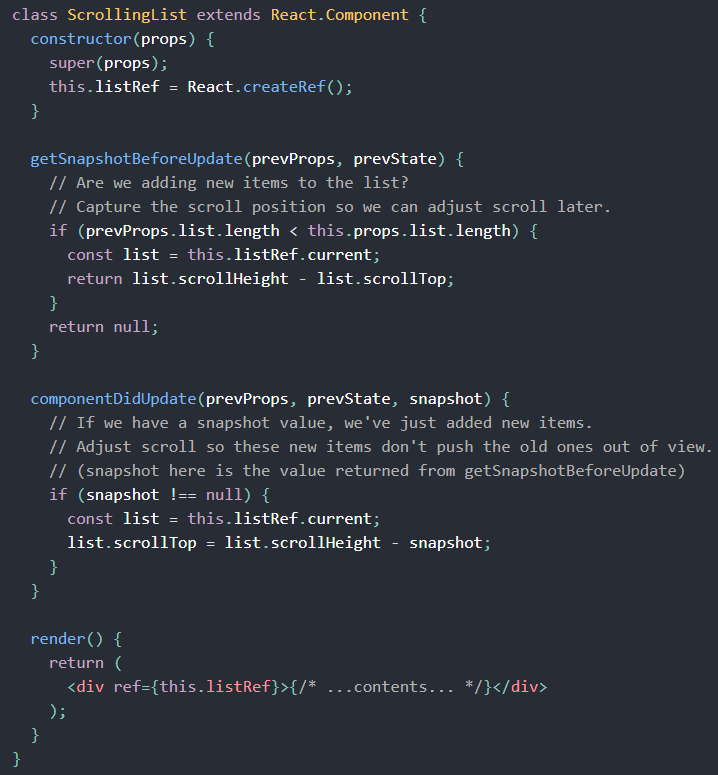 class ScrollingList extends React.Component {
  constructor(props) {
    super(props);
    this.listRef = React.createRef();
  }

  getSnapshotBeforeUpdate(prevProps, prevState) {
    // Are we adding new items to the list?
    // Capture the scroll position so we can adjust scroll later.
    if (prevProps.list.length < this.props.list.length) {
      const list = this.listRef.current;
      return list.scrollHeight - list.scrollTop;
    }
    return null;
  }

  componentDidUpdate(prevProps, prevState, snapshot) {
    // If we have a snapshot value, we've just added new items.
    // Adjust scroll so these new items don't push the old ones out of view.
    // (snapshot here is the value returned from getSnapshotBeforeUpdate)
    if (snapshot !== null) {
      const list = this.listRef.current;
      list.scrollTop = list.scrollHeight - snapshot;
    }
  }

  render() {
    return (
      <div ref={this.listRef}>{/* ...contents... */}</div>
    );
  }
}